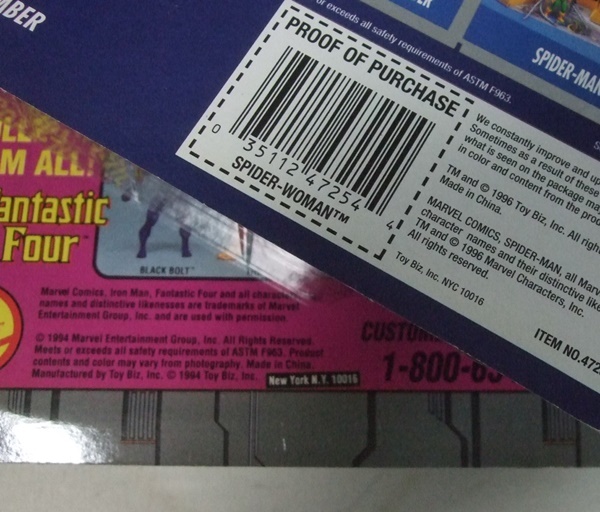 MBER
or exceeds all safety requirements of ASTM F963.
SPIDER-MAN
PROOF OF PURCHASE
0 35112 47254 4
SPIDER-WOMAN™
We constantly improve and up
Sometimes as a result of these
what is seen on the package ma
in color and content from the prod
TM and © 1996 Toy Biz, Inc. All righ
Made in China.
MARVEL COMICS, SPIDER-MAN, all Marv
character names and their distinctive like
TM and © 1996 Marvel Characters, Inc.
All rights reserved.
Toy Biz, Inc. NYC 10016
ITEM NO.472
M ALL!
antastic
Four
BLACK BOLT™
Marvel Comics, Iron Man, Fantastic Four and all charac
names and distinctive likenesses are trademarks of Marvel
Entertainment Group, Inc. and are used with permission.
© 1994 Marvel Entertainment Group, Inc. All Rights Reserved.
Meets or exceeds all safety requirements of ASTM F963. Product
contents and color may vary from photography. Made in China.
Manufactured by Toy Biz, Inc. © 1994 Toy Biz, Inc.
New York N.Y. 10016
CUSTOM
1-800-6